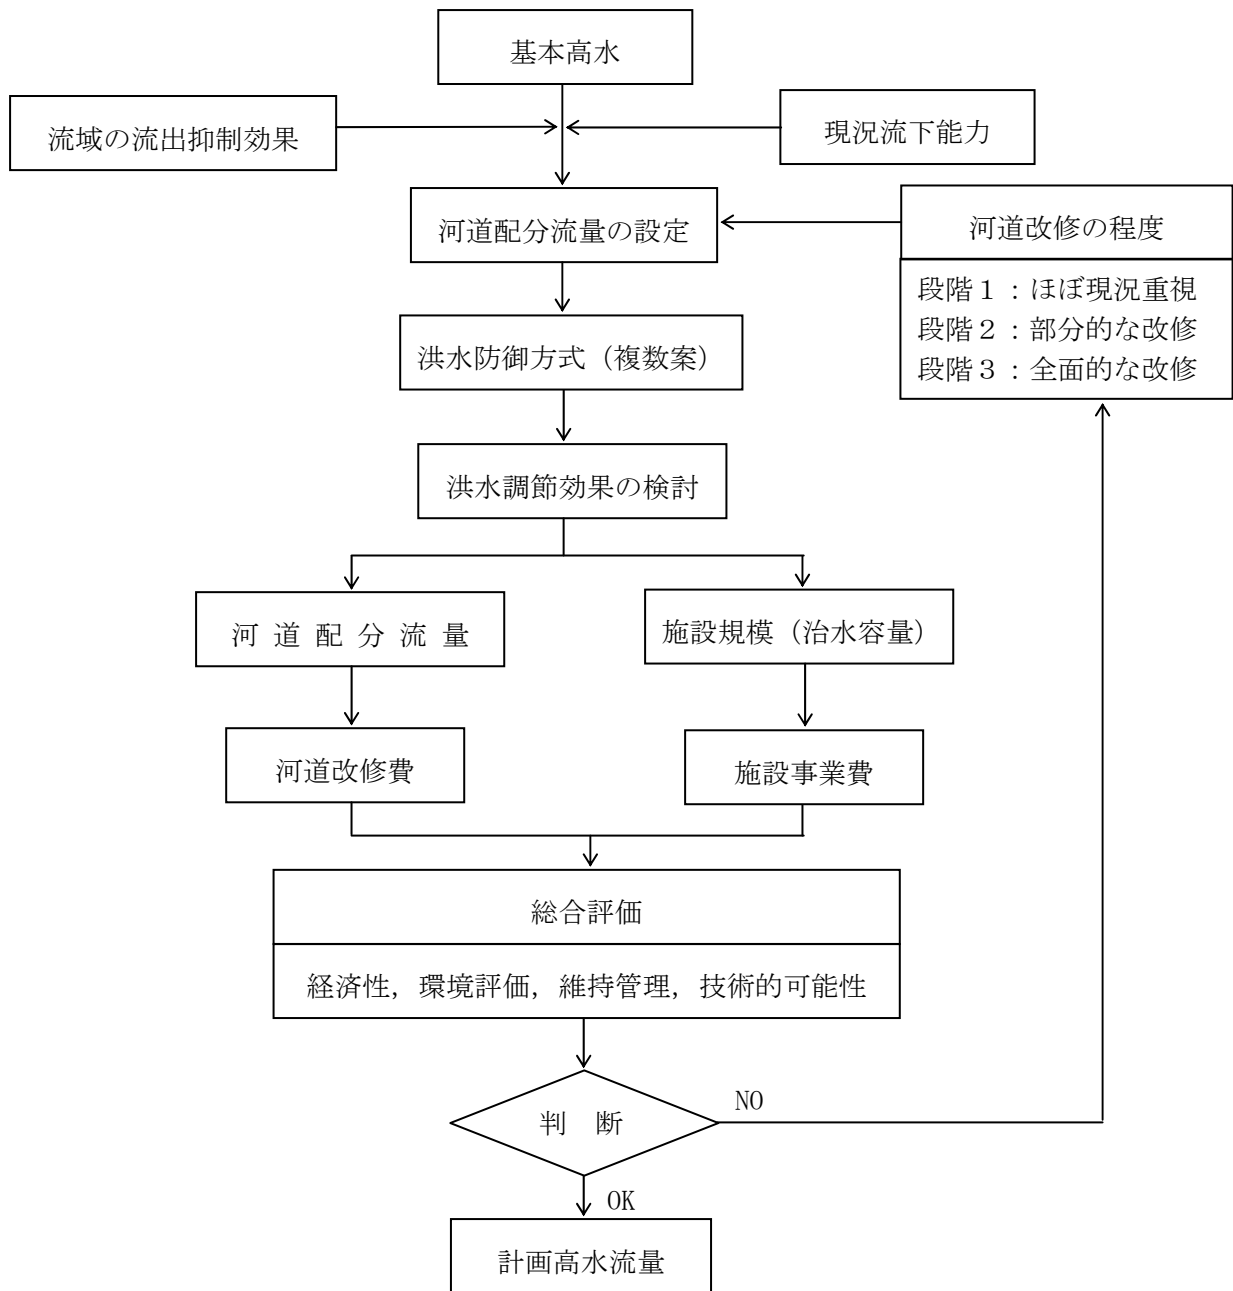 基本高水
流域の流出抑制効果
現況流下能力
河道配分流量の設定
河道改修の程度
段階１：ほぼ現況重視
段階２：部分的な改修
段階３：全面的な改修
洪水防御方式（複数案）
洪水調節効果の検討
河 道 配 分 流 量
施設規模（治水容量）
河道改修費
施設事業費
総合評価
経済性，環境評価，維持管理，技術的可能性
判　断
NO
OK
計画高水流量